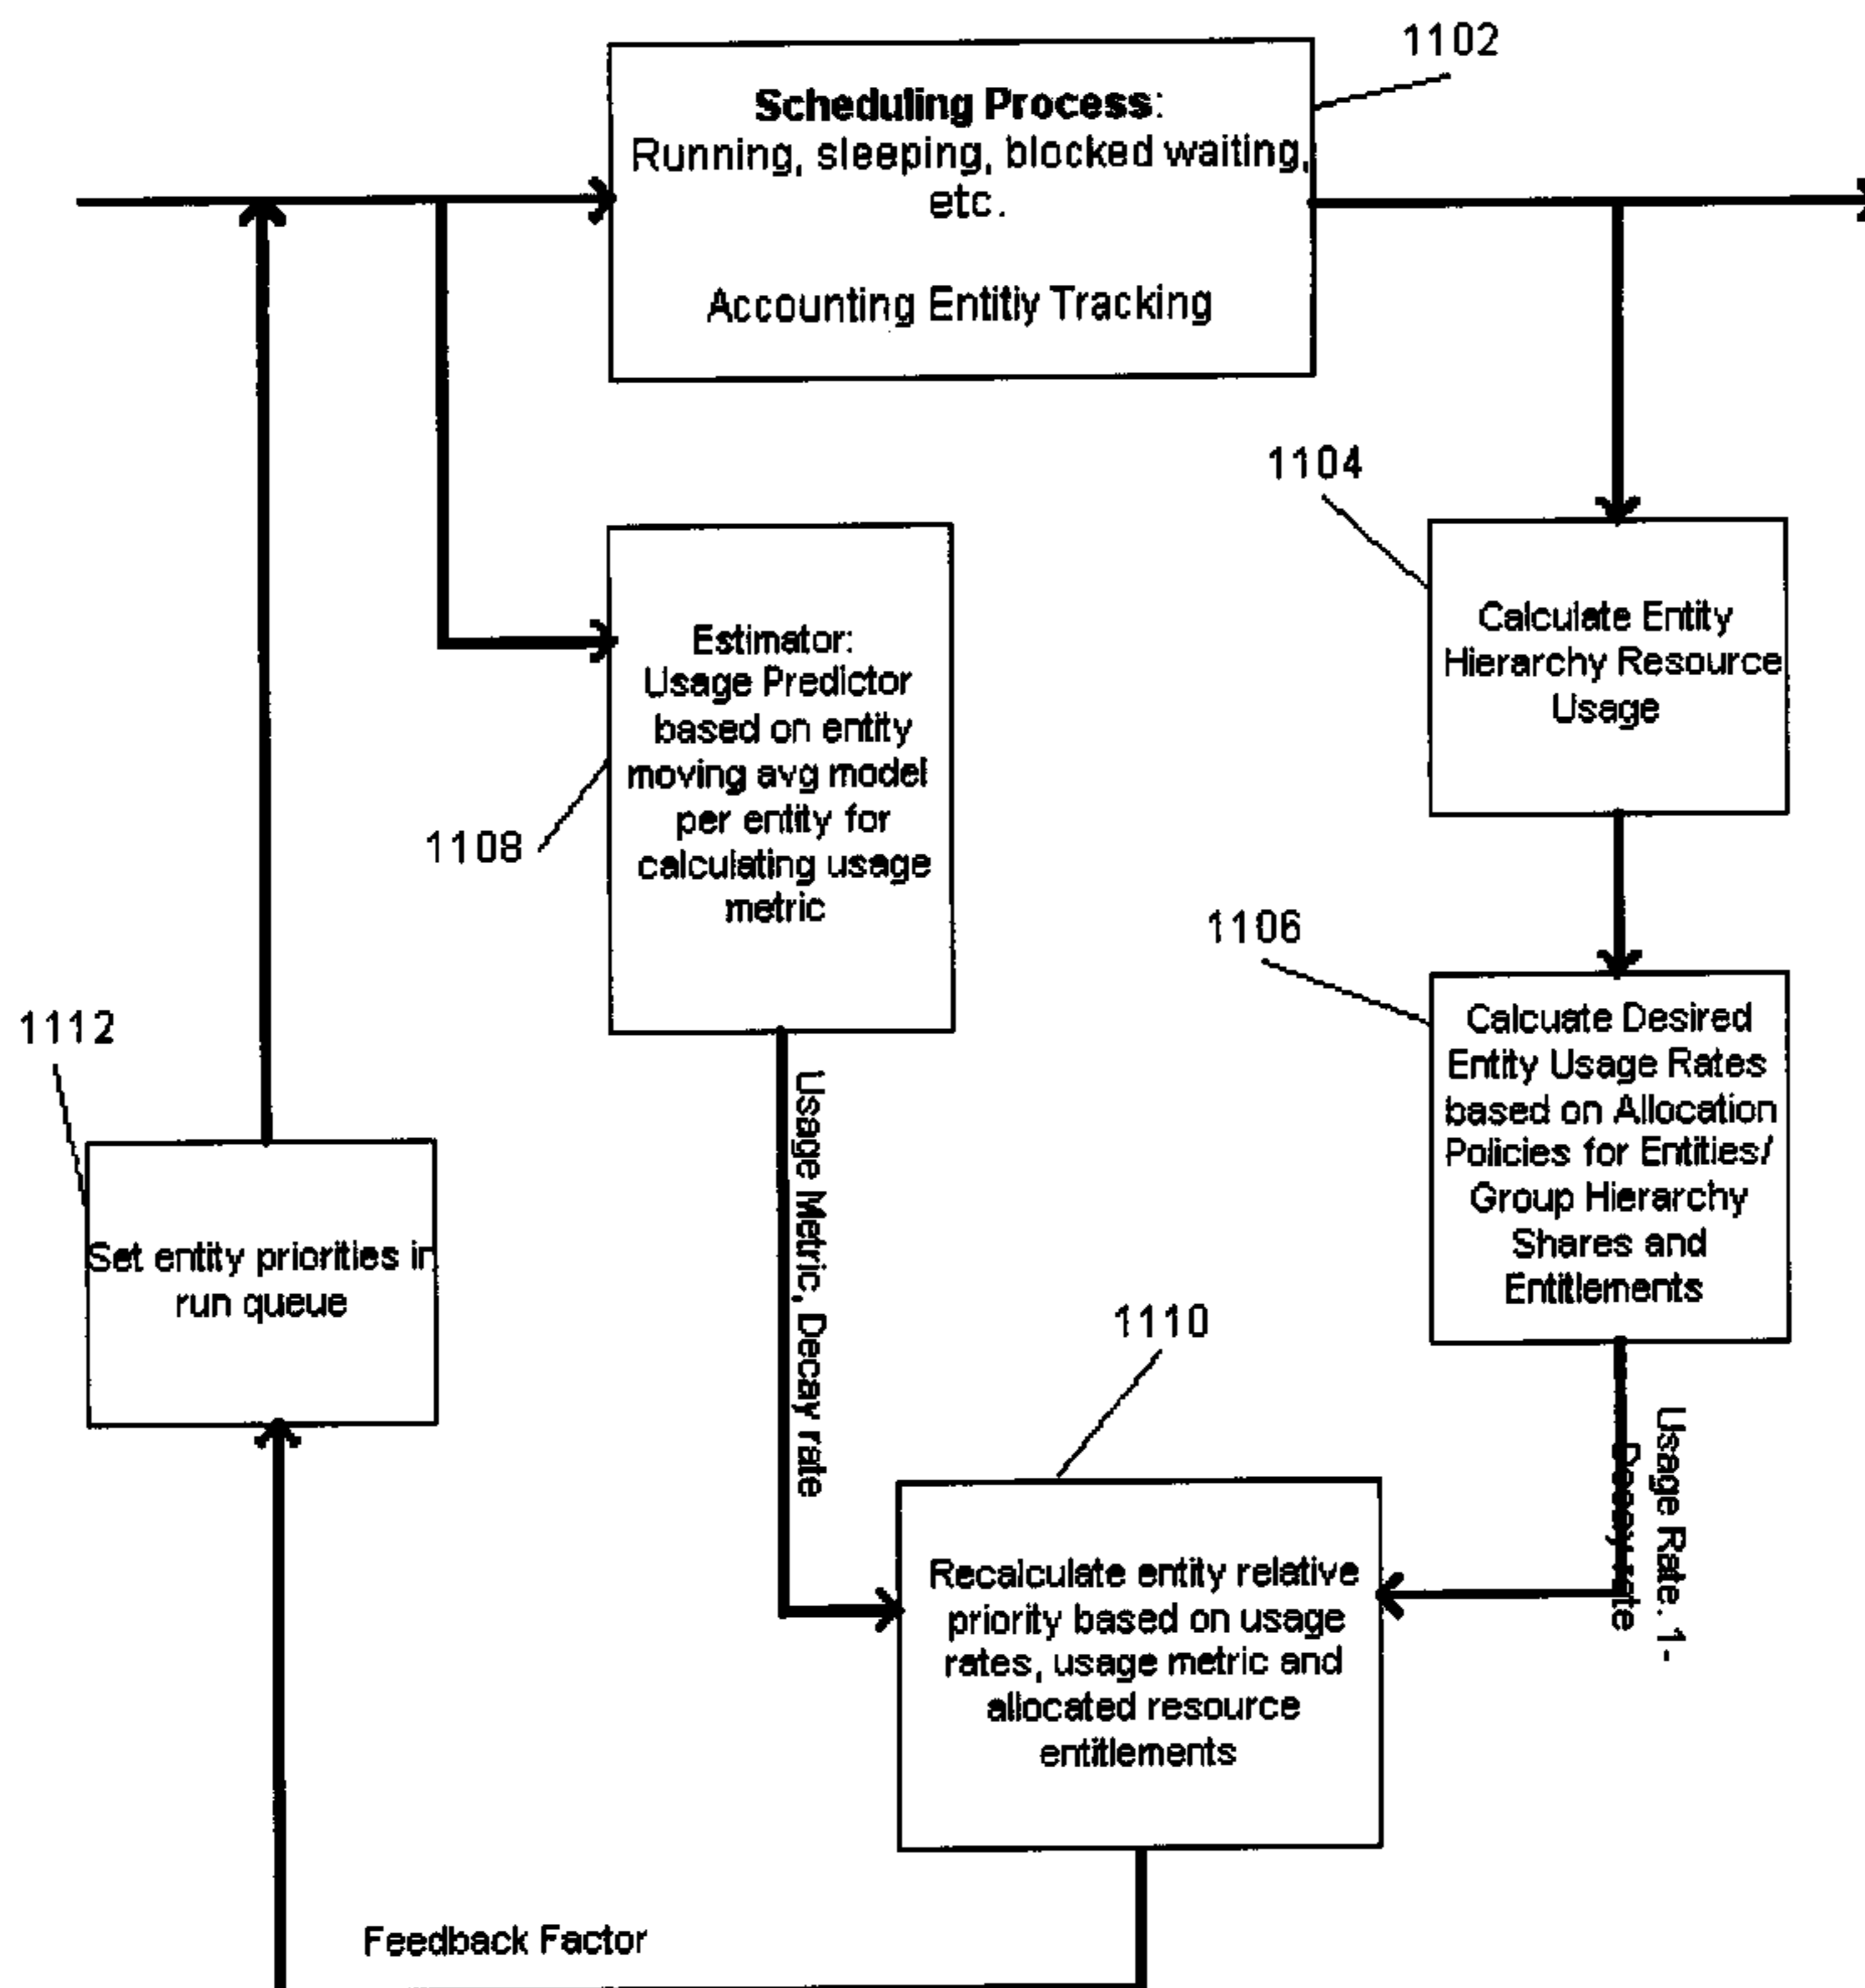 1102
Scheduling Process:
Running, sleeping, blocked waiting,
etc.
Accounting Entitiy Tracking
1104
Calculate Entity
Hierarchy Resource
Usage
Estimator:
Usage Predictor
based on entity
moving avg model
per entity for
calculating usage
metric
1108
1106
Calcuate Desired
Entity Usage Rates
based on Allocation
Policies for Entities/
Group Hierarchy
Shares and
Entitlements
1112
Set entity priorities in
run queue
Usage Metric, Decay rate
1110
Usage Rate, 1-
Decay rate
Recalculate entity relative
priority based on usage
rates, usage metric and
allocated resource
entitlements
Feedback Factor